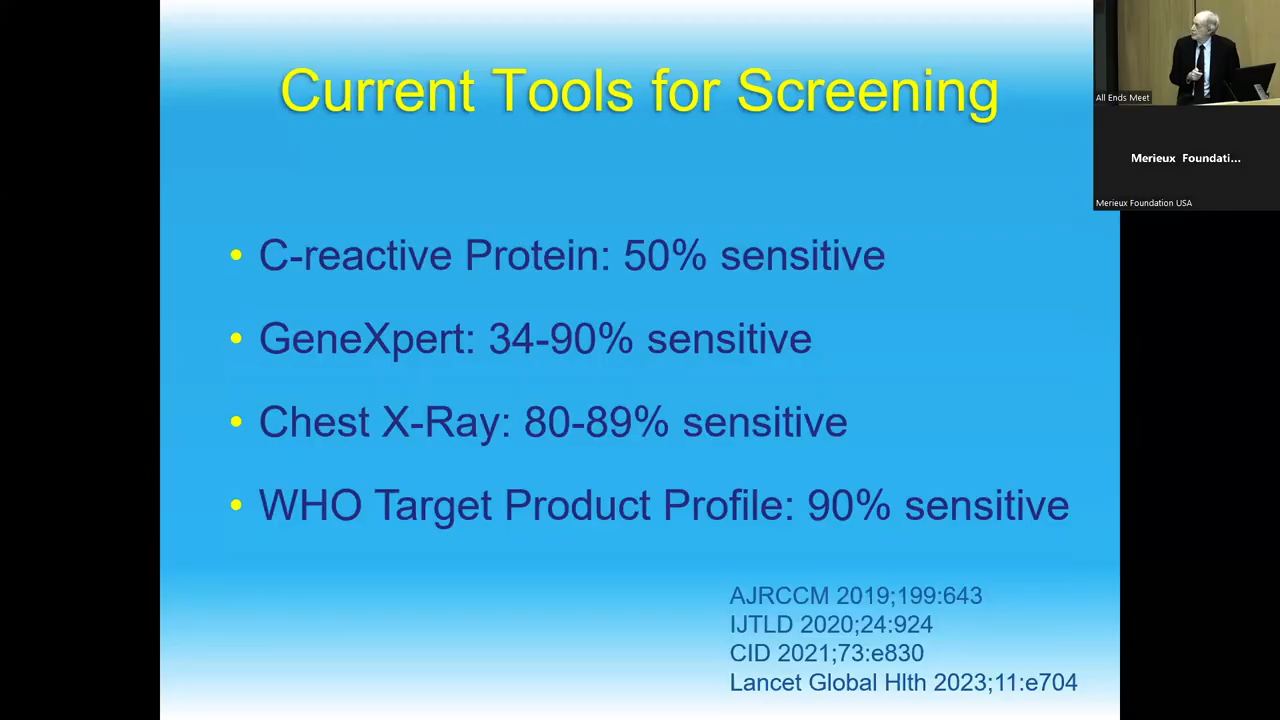 Current Tools for Screening
• C-reactive Protein: 50% sensitive
• GeneXpert: 34-90% sensitive
• Chest X-Ray: 80-89% sensitive
• WHO Target Product Profile: 90% sensitive
AJRCCM 2019;199:643
IJTLD 2020;24:924
CID 2021;73:e830
Lancet Global Hlth 2023;11:e704
All Ends Meet
Merieux Foundati...
Merieux Foundation USA